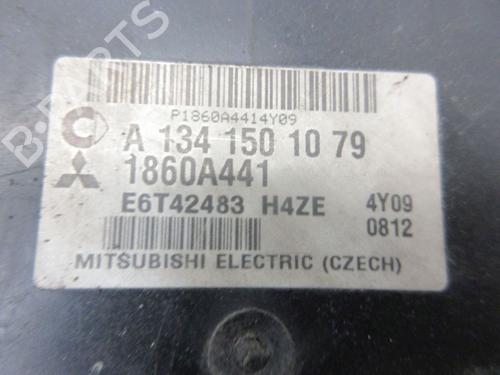 P1860A4414Y09
A 134 150 10 79
1860A441
E6T42483 H4ZE 4Y09
0812
MITSUBISHI ELECTRIC (CZECH)
B-PARTS